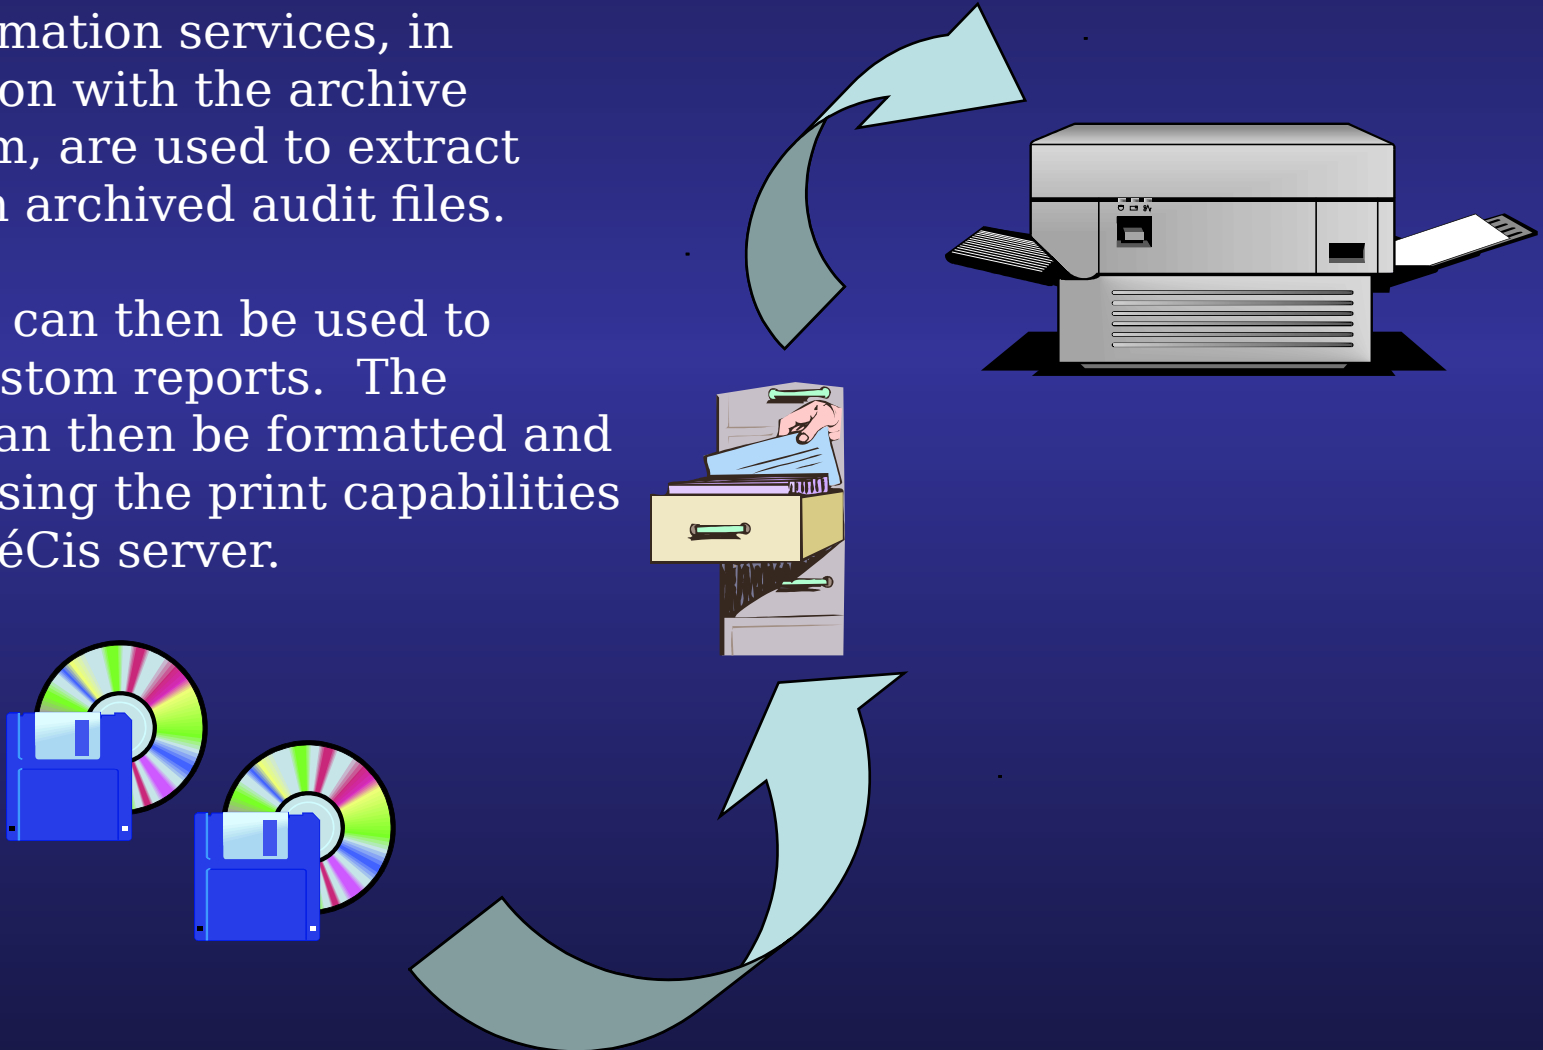 mation services, in
on with the archive
m, are used to extract
n archived audit files.
can then be used to
stom reports.  The
an then be formatted and
sing the print capabilities
éCis server.